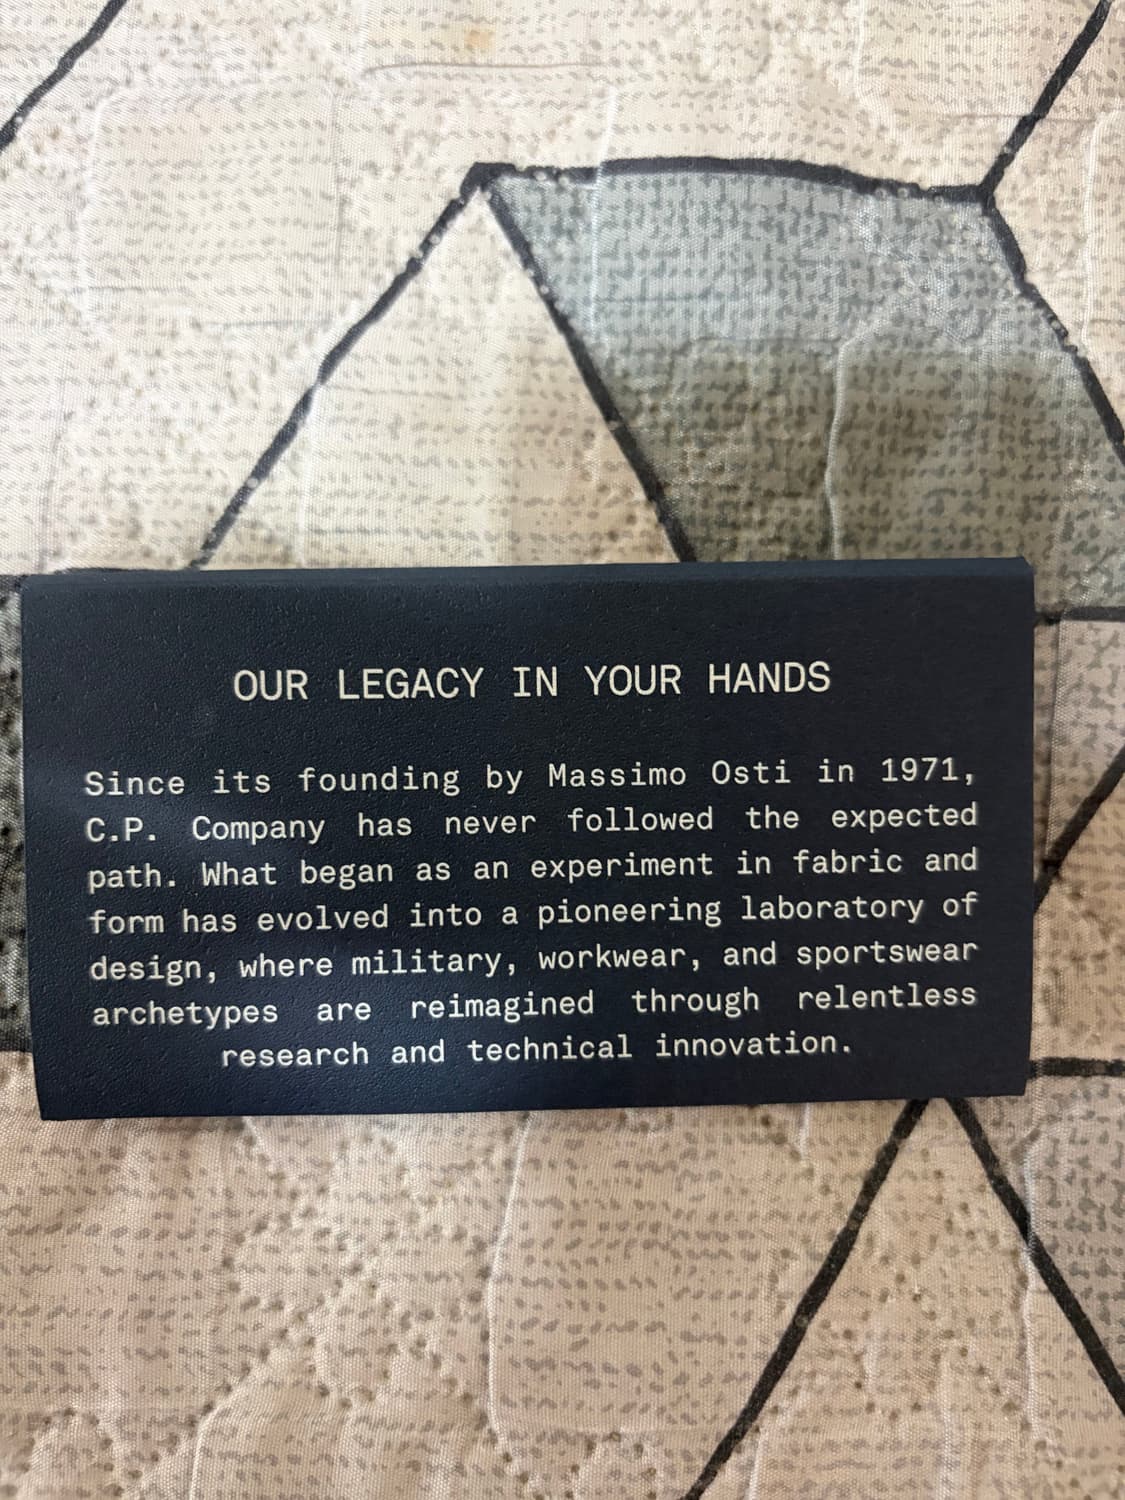 OUR LEGACY IN YOUR HANDS
Since its founding by Massimo Osti in 1971,
C.P. Company has never followed the expected
path. What began as an experiment in fabric and
form has evolved into a pioneering laboratory of
design, where military, workwear, and sportswear
archetypes are reimagined through relentless
research and technical innovation.